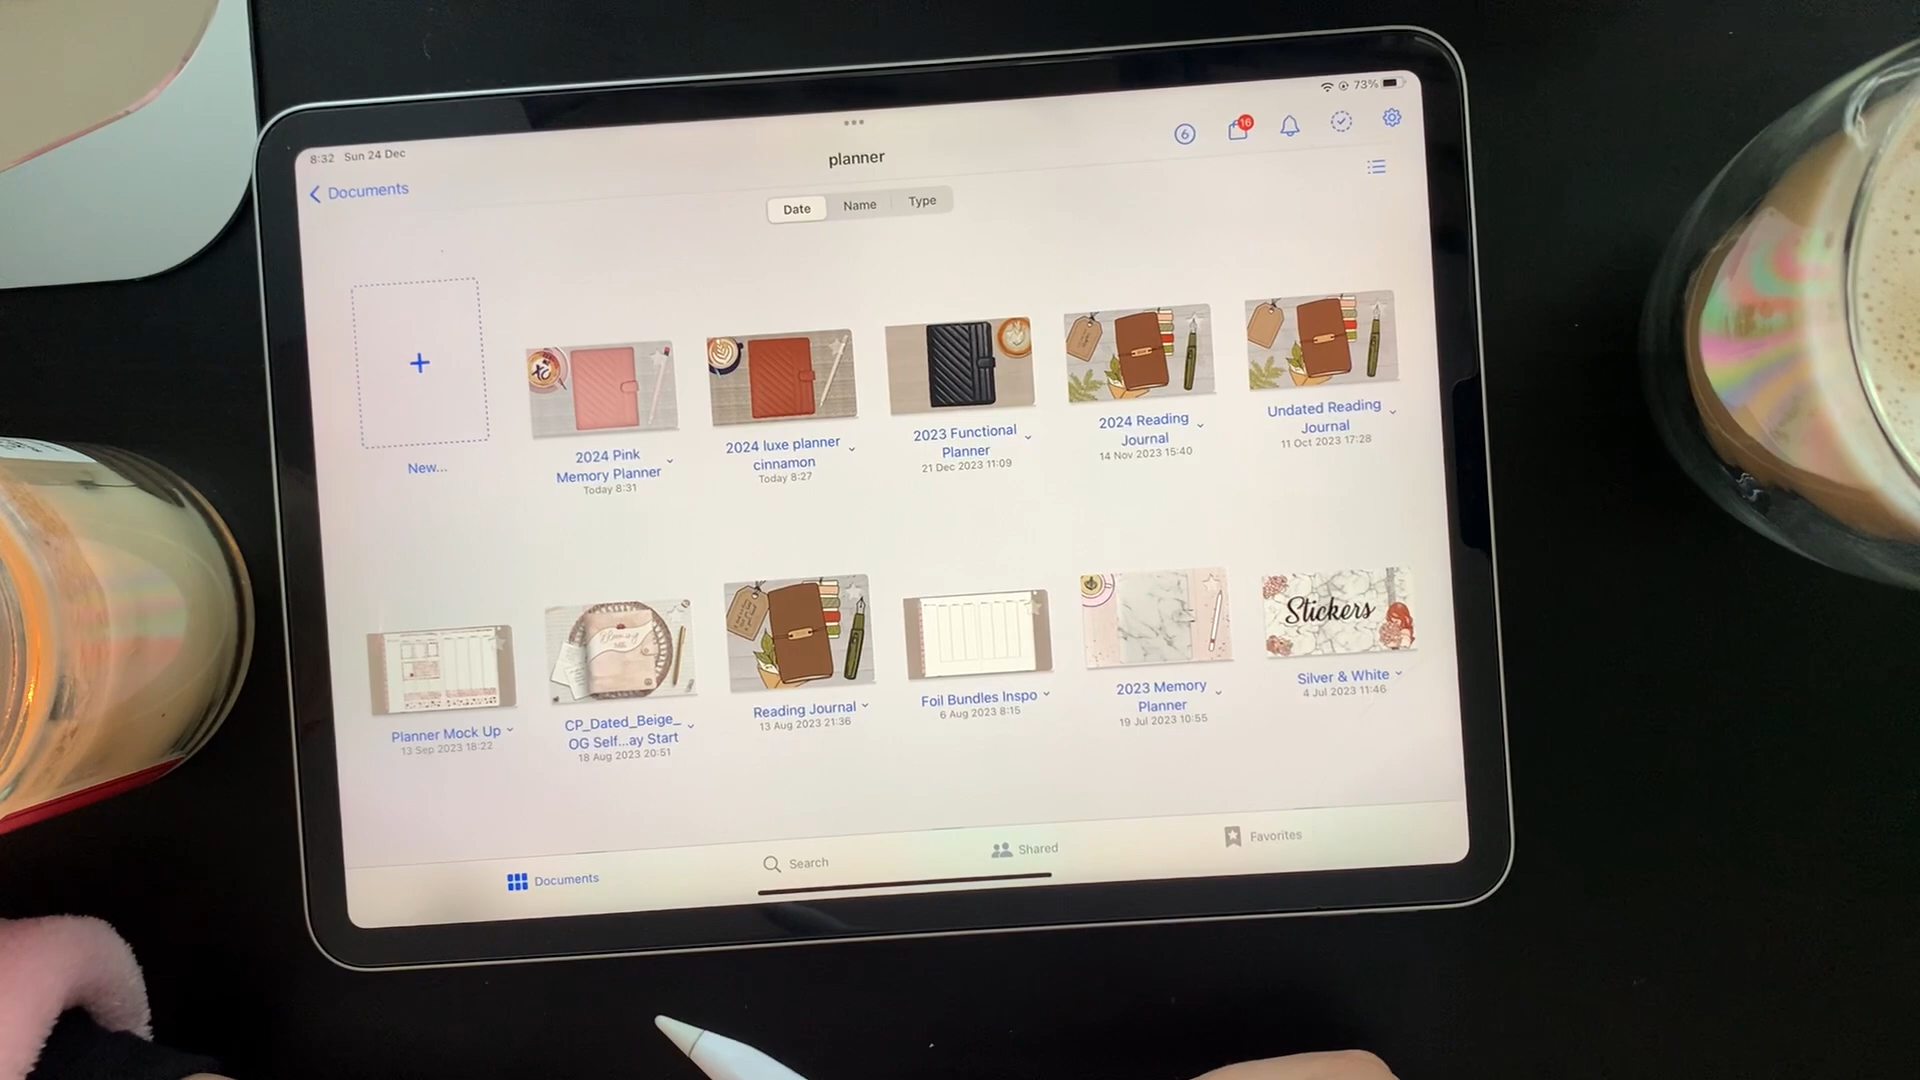 8:32 Sun 24 Dec
73%
6
16
Documents
planner
Date Name Type
New...
2024 Pink
Memory Planner
Today 8:31
2024 luxe planner
cinnamon
Today 8:27
2023 Functional
Planner
21 Dec 2023 11:09
2024 Reading
Journal
14 Nov 2023 15:40
Undated Reading
Journal
11 Oct 2023 17:28
Planner Mock Up
13 Sep 2023 18:22
CP_Dated_Beige_
OG Self...ay Start
18 Aug 2023 20:51
Reading Journal
13 Aug 2023 21:36
Foil Bundles Inspo
6 Aug 2023 8:15
2023 Memory
Planner
19 Jul 2023 10:55
Stickers
Silver & White
4 Jul 2023 11:46
Documents
Search
Shared
Favorites